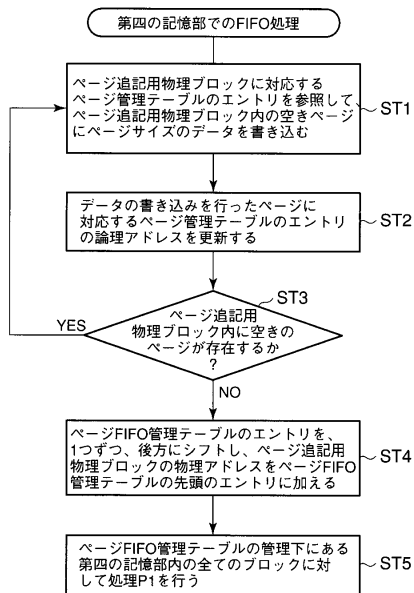 第四の記憶部でのFIFO処理
ページ追記用物理ブロックに対応する
ページ管理テーブルのエントリを参照して
ページ追記用物理ブロック内の空きページ
にページサイズのデータを書き込む
ST1
データの書き込みを行ったページに
対応するページ管理テーブルのエントリ
の論理アドレスを更新する
ST2
ST3
ページ追記用
物理ブロック内に空きの
ページが存在するか
?
YES
NO
ページFIFO管理テーブルのエントリを、
1つずつ、後方にシフトし、ページ追記用
物理ブロックの物理アドレスをページFIFO
管理テーブルの先頭のエントリに加える
ST4
ページFIFO管理テーブルの管理下にある
第四の記憶部内の全てのブロックに対
して処理P1を行う
ST5